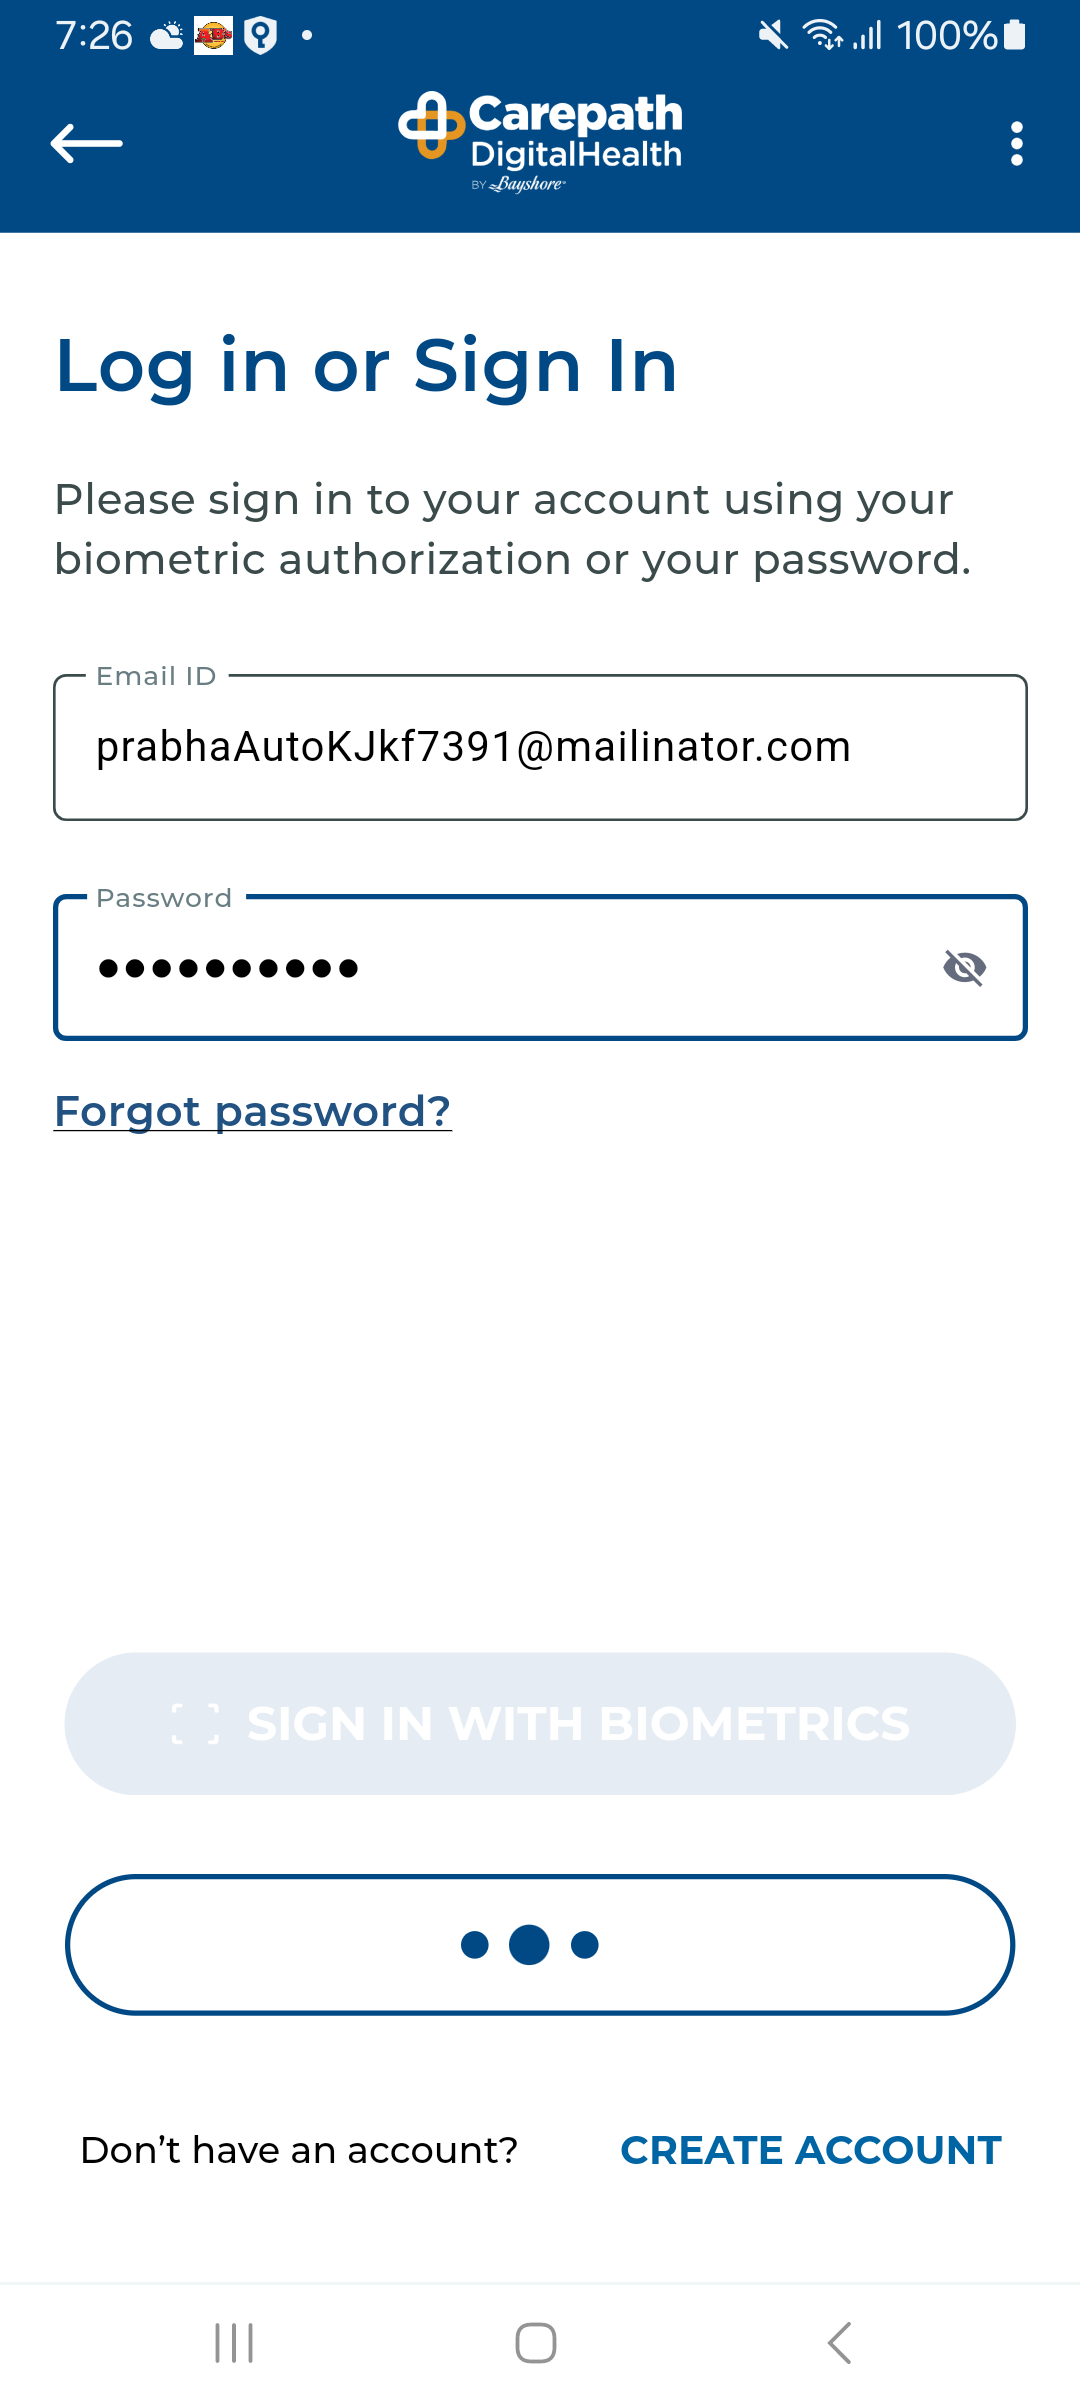 7:26
100%
Carepath
DigitalHealth
BY Bayshore
Log in or Sign In
Please sign in to your account using your
biometric authorization or your password.
Email ID
prabhaAutoKJkf7391@mailinator.com
Password
Forgot password?
SIGN IN WITH BIOMETRICS
Don’t have an account? CREATE ACCOUNT